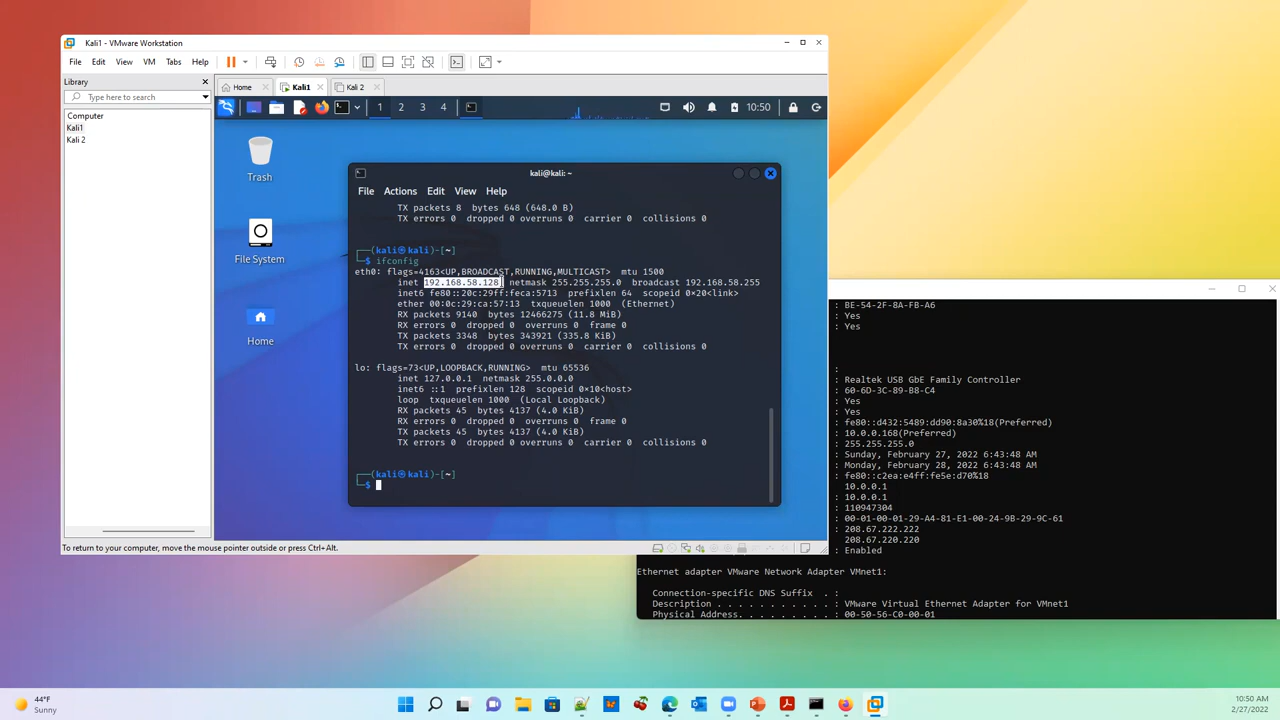 Kali1 - VMware Workstation
File Edit View VM Tabs Help
Library
Type here to search
Computer
Kali1
Kali 2
Home
Kali1
Kali 2
1 2 3 4
10:50
Trash
File System
Home
kali@kali: ~
File Actions Edit View Help
TX packets 8 bytes 648 (648.0 B)
TX errors 0 dropped 0 overruns 0 carrier 0 collisions 0
┌──(kali㉿kali)-[~]
└─$ ifconfig
eth0: flags=4163<UP,BROADCAST,RUNNING,MULTICAST> mtu 1500
inet 192.168.58.128 netmask 255.255.255.0 broadcast 192.168.58.255
inet6 fe80::20c:29ff:feca:5713 prefixlen 64 scopeid 0×20<link>
ether 00:0c:29:ca:57:13 txqueuelen 1000 (Ethernet)
RX packets 9140 bytes 12466275 (11.8 MiB)
RX errors 0 dropped 0 overruns 0 frame 0
TX packets 3348 bytes 343921 (335.8 KiB)
TX errors 0 dropped 0 overruns 0 carrier 0 collisions 0
lo: flags=73<UP,LOOPBACK,RUNNING> mtu 65536
inet 127.0.0.1 netmask 255.0.0.0
inet6 ::1 prefixlen 128 scopeid 0×10<host>
loop txqueuelen 1000 (Local Loopback)
RX packets 45 bytes 4137 (4.0 KiB)
RX errors 0 dropped 0 overruns 0 frame 0
TX packets 45 bytes 4137 (4.0 KiB)
TX errors 0 dropped 0 overruns 0 carrier 0 collisions 0
┌──(kali㉿kali)-[~]
└─$
To return to your computer, move the mouse pointer outside or press Ctrl+Alt.
: BE-54-2F-8A-FB-A6
: Yes
: Yes
:
: Realtek USB GbE Family Controller
: 60-6D-3C-89-B8-C4
: Yes
: Yes
: fe80::d432:5489:dd90:8a30%18(Preferred)
: 10.0.0.168(Preferred)
: 255.255.255.0
: Sunday, February 27, 2022 6:43:48 AM
: Monday, February 28, 2022 6:43:48 AM
: fe80::c2ea:e4ff:fe5e:d70%18
10.0.0.1
: 10.0.0.1
: 110947304
: 00-01-00-01-29-A4-81-E1-00-24-9B-29-9C-61
: 208.67.222.222
208.67.220.220
: Enabled
Ethernet adapter VMware Network Adapter VMnet1:
Connection-specific DNS Suffix . :
Description . . . . . . . . . . . : VMware Virtual Ethernet Adapter for VMnet1
Physical Address. . . . . . . . . : 00-50-56-C0-00-01
44°F
Sunny
10:50 AM
2/27/2022